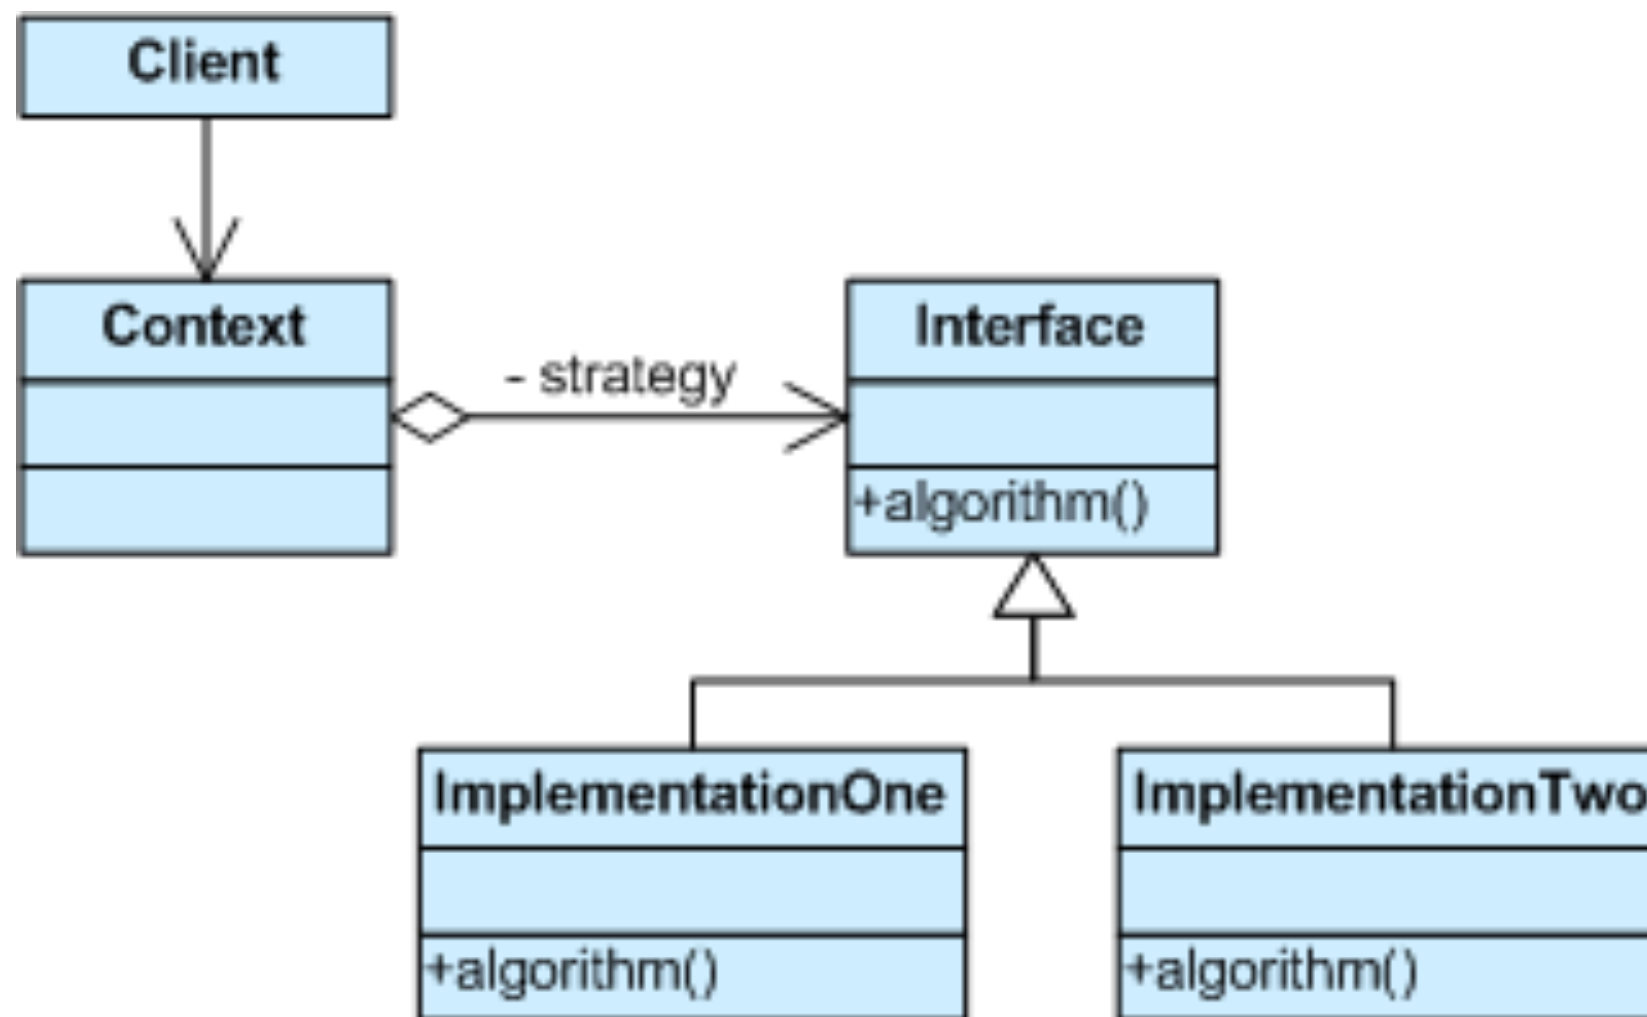 Client
Context
- strategy
Interface
+algorithm()
ImplementationOne
+algorithm()
ImplementationTwo
+algorithm()